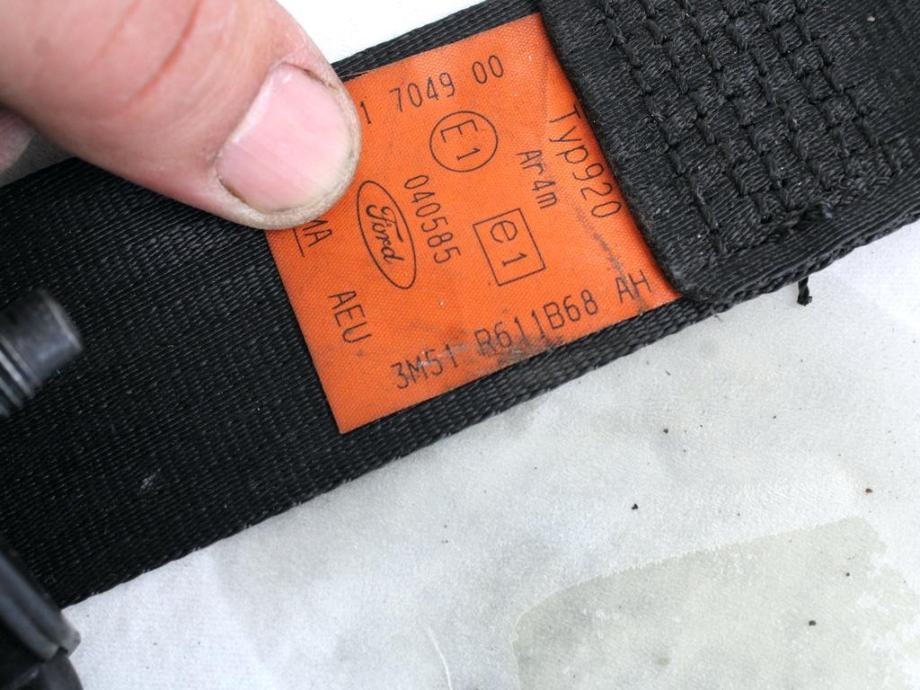 1 7049 00
E1
Typ920
Ar4m
040585
e1
Ford
MA
AEU
3M51 R611B68 AH